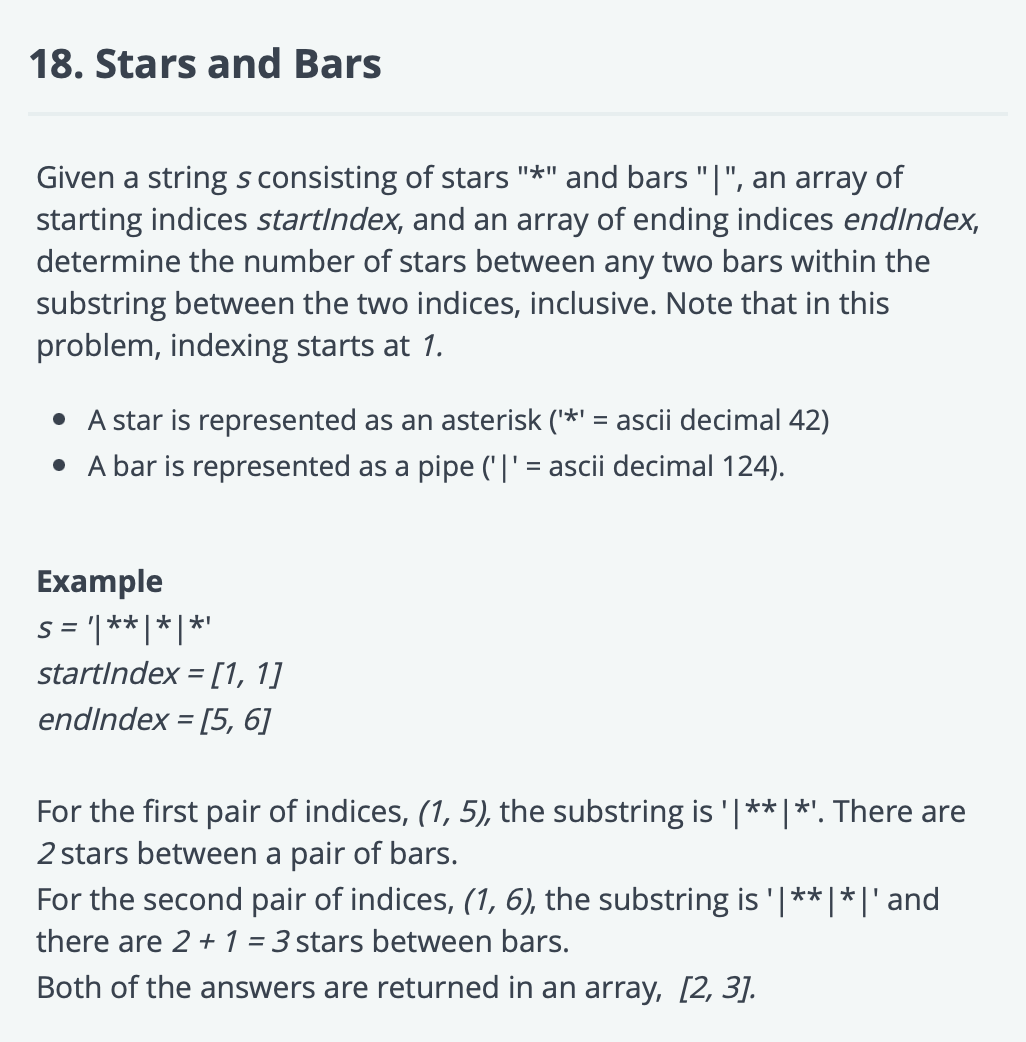 18. Stars and Bars
Given a string s consisting of stars "*" and bars "|", an array of
starting indices startIndex, and an array of ending indices endIndex,
determine the number of stars between any two bars within the
substring between the two indices, inclusive. Note that in this
problem, indexing starts at 1.
• A star is represented as an asterisk ('*' = ascii decimal 42)
• A bar is represented as a pipe ('|' = ascii decimal 124).
Example
s = '|**|*|*'
startIndex = [1, 1]
endIndex = [5, 6]
For the first pair of indices, (1, 5), the substring is '|**|*'. There are
2 stars between a pair of bars.
For the second pair of indices, (1, 6), the substring is '|**|*|' and
there are 2 + 1 = 3 stars between bars.
Both of the answers are returned in an array, [2, 3].